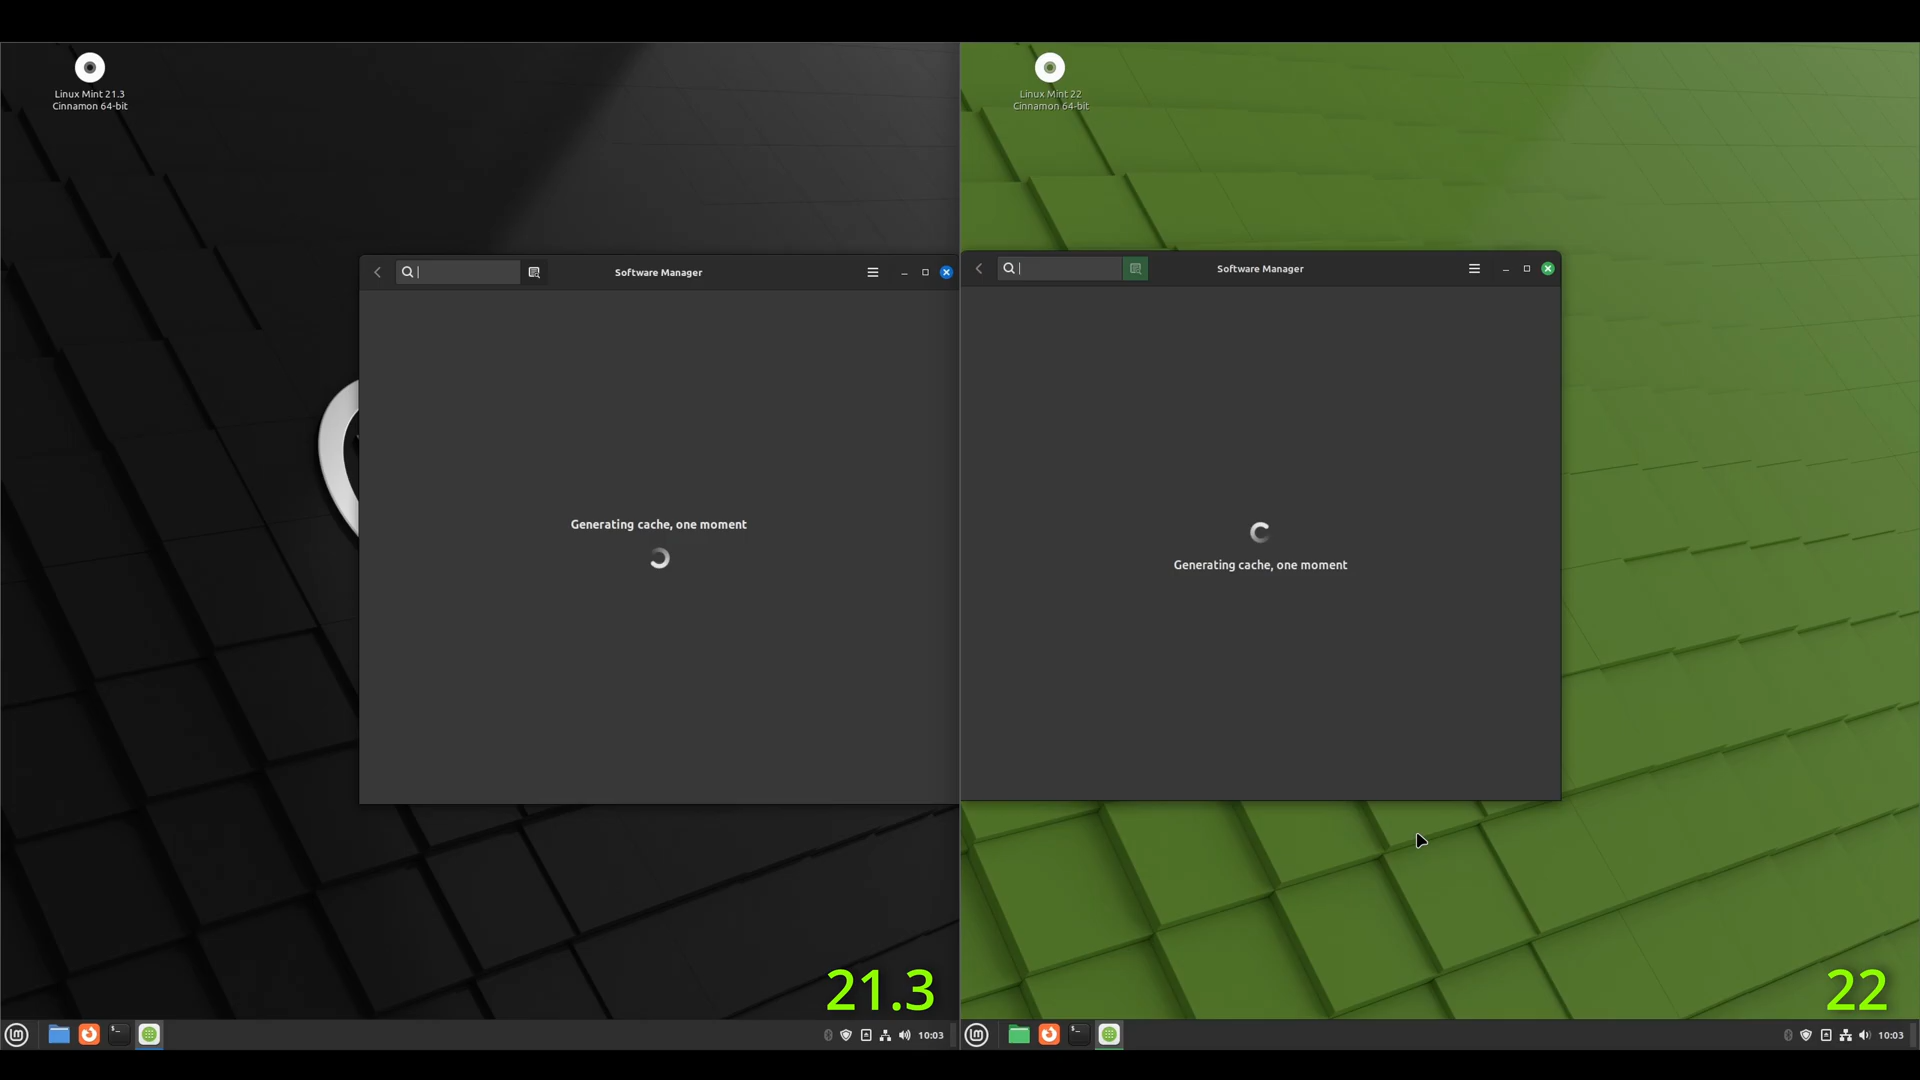 Linux Mint 21.3
Cinnamon 64-bit
Software Manager
Generating cache, one moment
21.3
10:03
Linux Mint 22
Cinnamon 64-bit
Software Manager
Generating cache, one moment
22
10:03